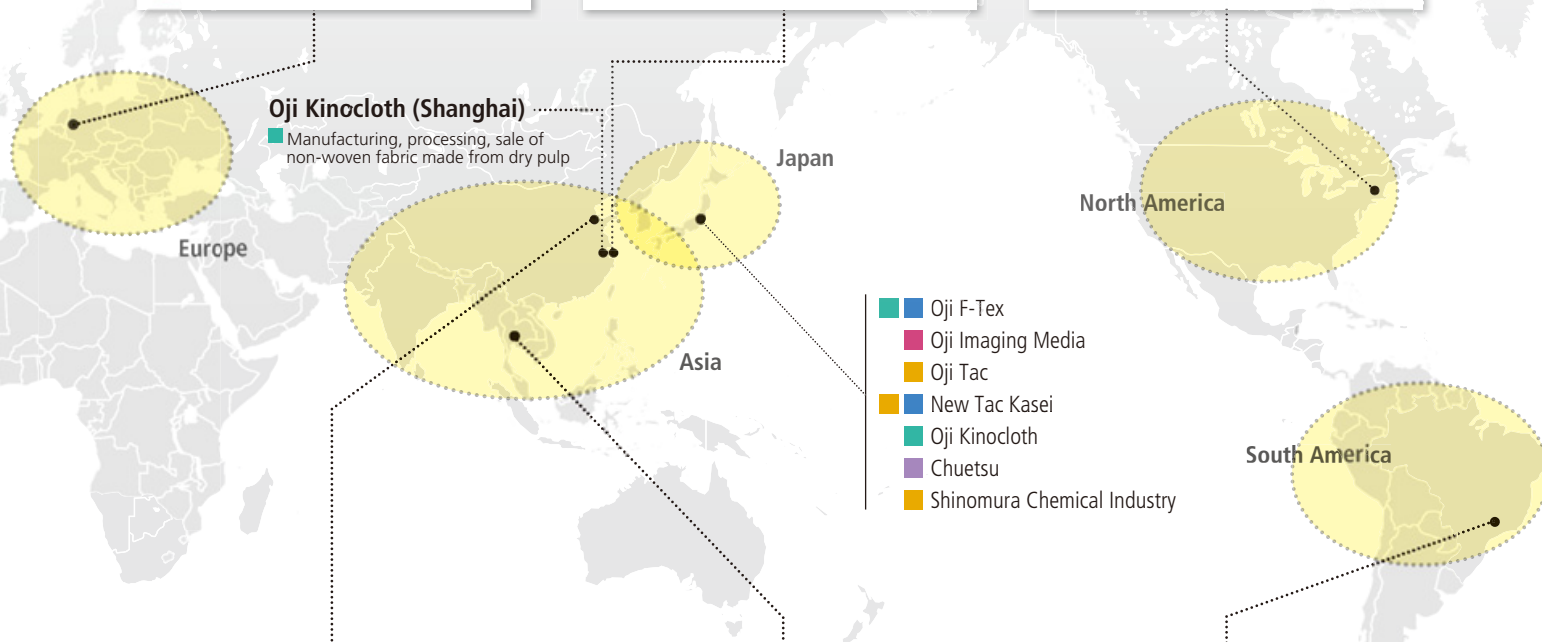 Oji Kinocloth (Shanghai)
Manufacturing, processing, sale of
non-woven fabric made from dry pulp
Japan
North America
Europe
Asia
Oji F-Tex
Oji Imaging Media
Oji Tac
New Tac Kasei
Oji Kinocloth
Chuetsu
Shinomura Chemical Industry
South America